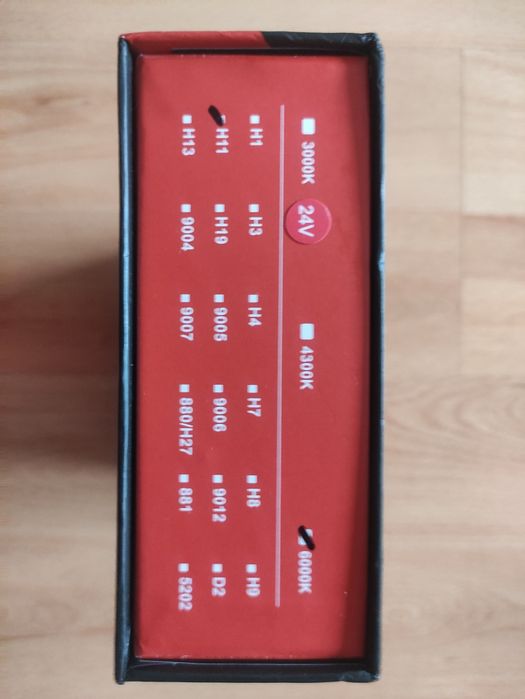 3000K 4300K 6000K
24V
H1 H3 H4 H7 H8 H9
H11 H19 9005 9006 9012 D2
H13 9004 9007 880/H27 881 5202